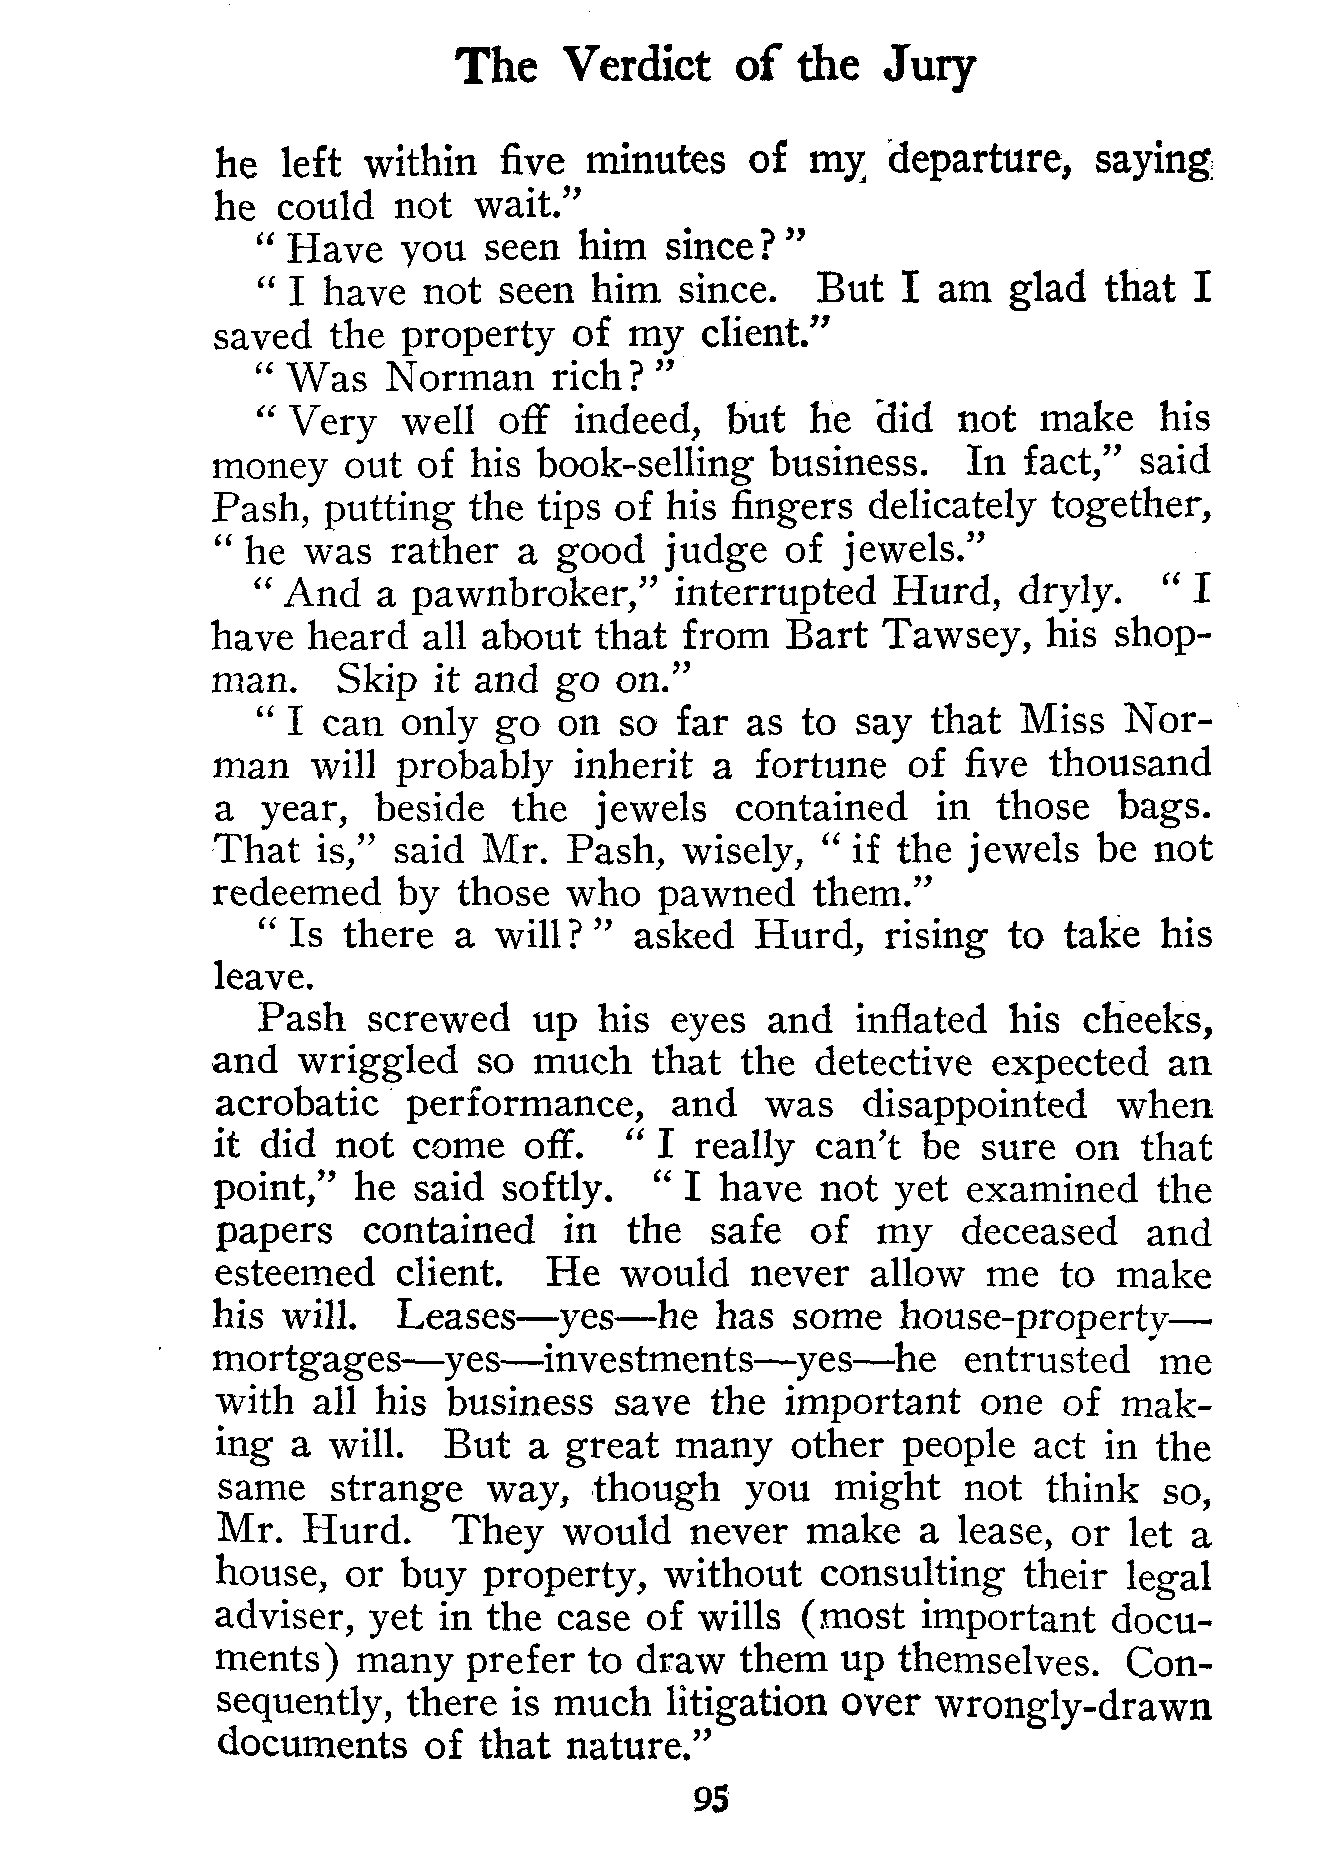 The Verdict of the Jury
he left within five minutes of my departure, saying
he could not wait."
"Have you seen him since?"
"I have not seen him since. But I am glad that I
saved the property of my client."
"Was Norman rich?"
"Very well off indeed, but he did not make his
money out of his book-selling business. In fact," said
Pash, putting the tips of his fingers delicately together,
"he was rather a good judge of jewels."
"And a pawnbroker," interrupted Hurd, dryly. "I
have heard all about that from Bart Tawsey, his shop-
man. Skip it and go on."
"I can only go on so far as to say that Miss Nor-
man will probably inherit a fortune of five thousand
a year, beside the jewels contained in those bags.
That is," said Mr. Pash, wisely, "if the jewels be not
redeemed by those who pawned them."
"Is there a will?" asked Hurd, rising to take his
leave.
Pash screwed up his eyes and inflated his cheeks,
and wriggled so much that the detective expected an
acrobatic performance, and was disappointed when
it did not come off. "I really can't be sure on that
point," he said softly. "I have not yet examined the
papers contained in the safe of my deceased and
esteemed client. He would never allow me to make
his will. Leases—yes—he has some house-property—
mortgages—yes—investments—yes—he entrusted me
with all his business save the important one of mak-
ing a will. But a great many other people act in the
same strange way, though you might not think so,
Mr. Hurd. They would never make a lease, or let a
house, or buy property, without consulting their legal
adviser, yet in the case of wills (most important docu-
ments) many prefer to draw them up themselves. Con-
sequently, there is much litigation over wrongly-drawn
documents of that nature."
95